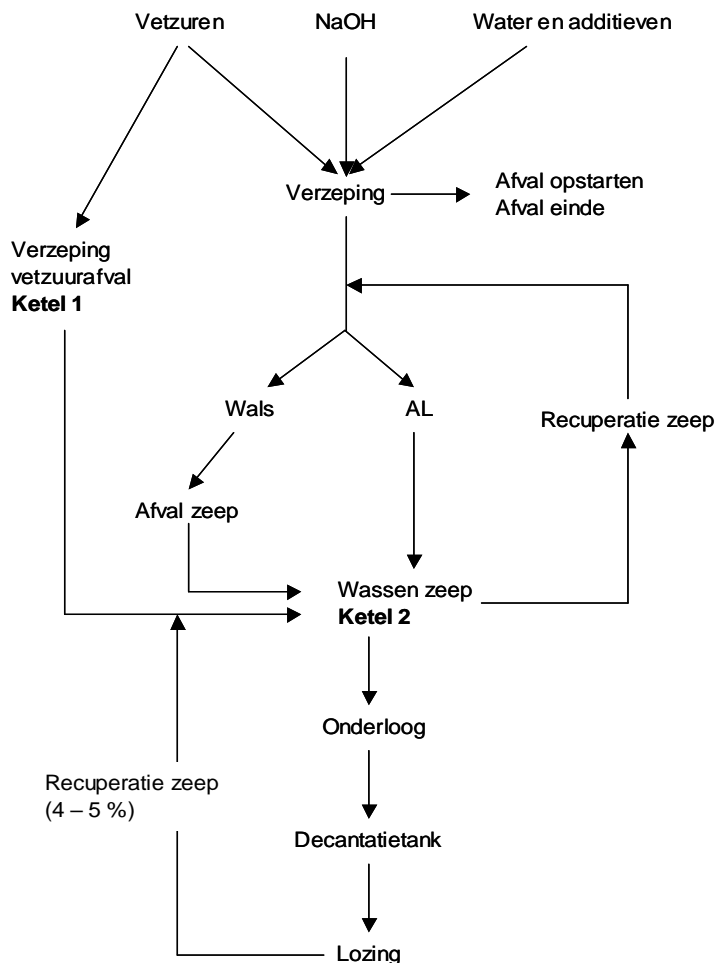 Vetzuren
NaOH
Water en additieven
Verzeping
Afval opstarten
Afval einde
Verzeping
vetzuurafval
Ketel 1
Wals
AL
Recuperatie zeep
Afval zeep
Wassen zeep
Ketel 2
Onderloog
Recuperatie zeep
(4 – 5 %)
Decantatietank
Lozing